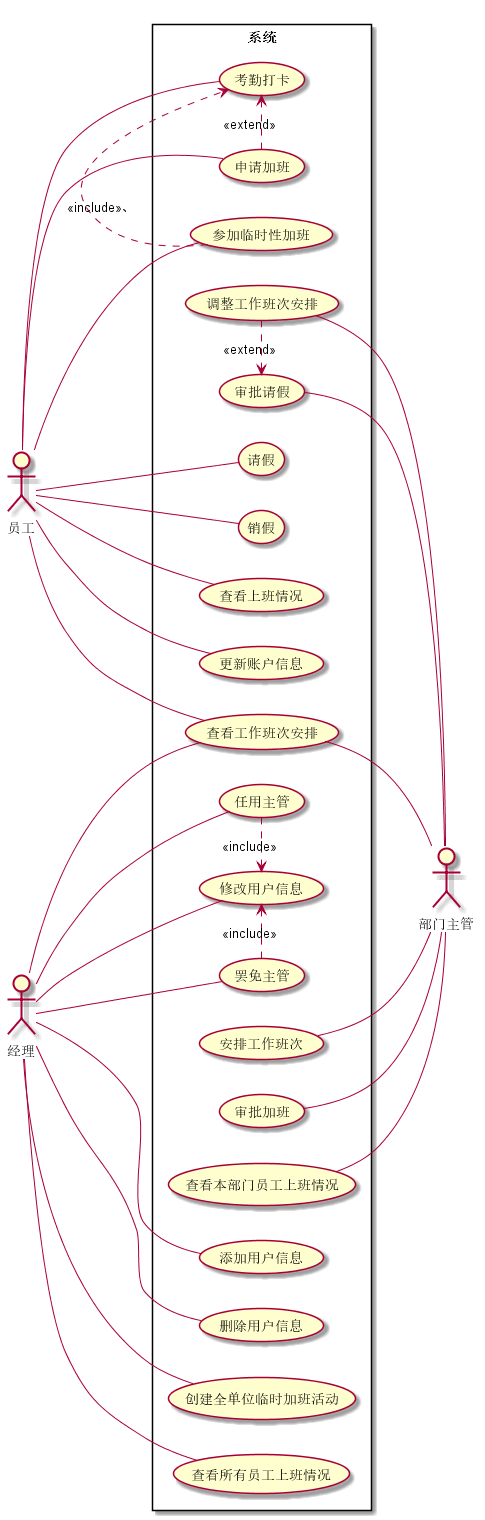 系统
考勤打卡
«extend»
申请加班
«include»、
参加临时性加班
调整工作班次安排
«extend»
审批请假
请假
销假
员工
查看上班情况
更新账户信息
查看工作班次安排
任用主管
«include»
修改用户信息
部门主管
«include»
罢免主管
安排工作班次
经理
审批加班
查看本部门员工上班情况
添加用户信息
删除用户信息
创建全单位临时加班活动
查看所有员工上班情况